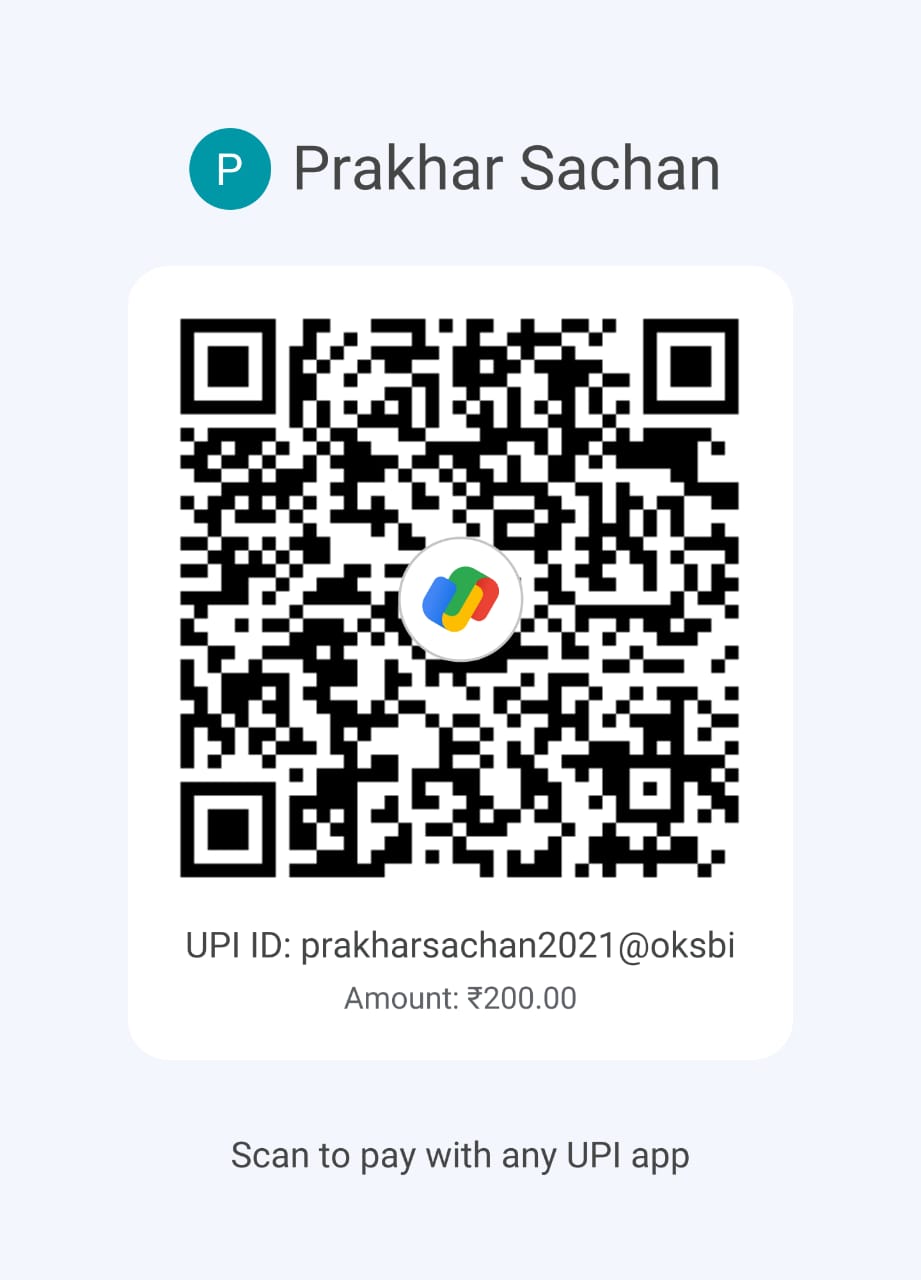 P Prakhar Sachan
UPI ID: prakharsachan2021@oksbi
Amount: ₹200.00
Scan to pay with any UPI app